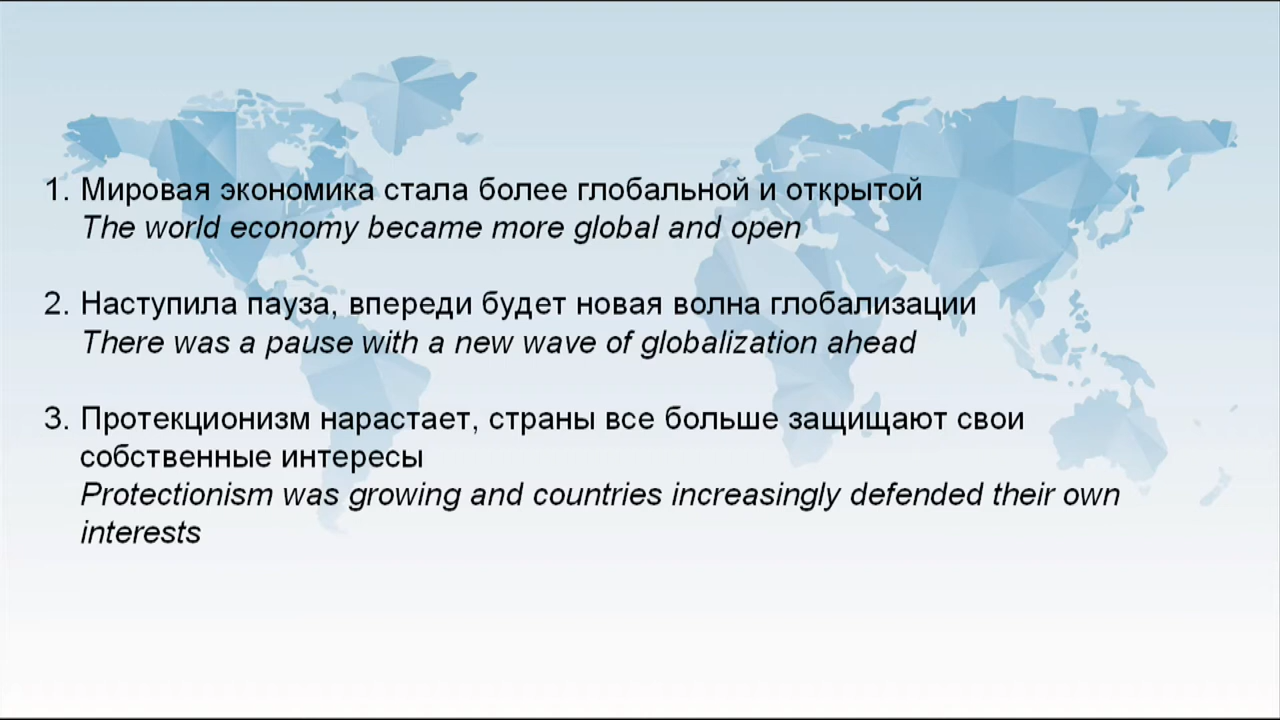 1. Мировая экономика стала более глобальной и открытой
The world economy became more global and open
2. Наступила пауза, впереди будет новая волна глобализации
There was a pause with a new wave of globalization ahead
3. Протекционизм нарастает, страны все больше защищают свои
собственные интересы
Protectionism was growing and countries increasingly defended their own
interests